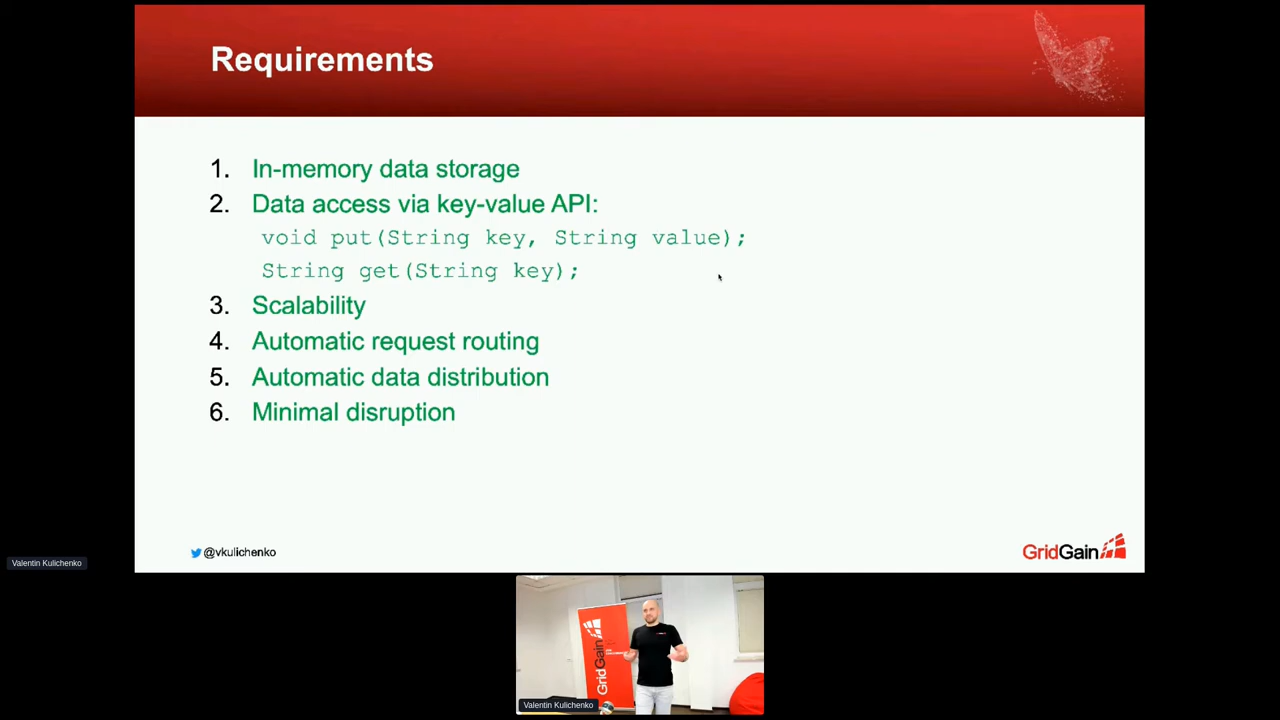 Requirements
1. In-memory data storage
2. Data access via key-value API:
void put(String key, String value);
String get(String key);
3. Scalability
4. Automatic request routing
5. Automatic data distribution
6. Minimal disruption
@vkulichenko
GridGain
Valentin Kulichenko
GridGain
Valentin Kulichenko